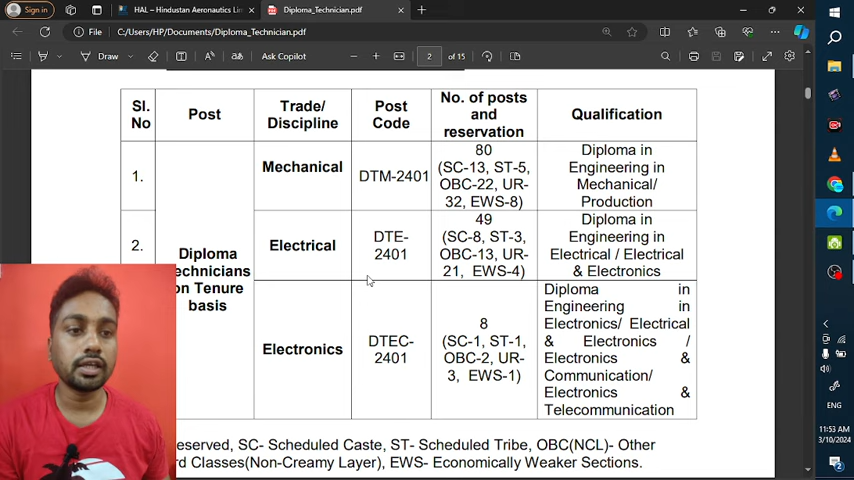 Sign in
HAL – Hindustan Aeronautics Lin
Diploma_Technician.pdf
File
C:/Users/HP/Documents/Diploma_Technician.pdf
Draw
Ask Copilot
2 of 15
Sl. No
Post
Trade/ Discipline
Post Code
No. of posts and reservation
Qualification
1.
Mechanical
DTM-2401
80
(SC-13, ST-5,
OBC-22, UR-
32, EWS-8)
Diploma in
Engineering in
Mechanical/
Production
2.
Diploma
echnicians
on Tenure
basis
Electrical
DTE-
2401
49
(SC-8, ST-3,
OBC-13, UR-
21, EWS-4)
Diploma in
Engineering in
Electrical / Electrical
& Electronics
Electronics
DTEC-
2401
8
(SC-1, ST-1,
OBC-2, UR-
3, EWS-1)
Diploma in
Engineering in
Electronics/ Electrical
& Electronics /
Electronics &
Communication/
Electronics &
Telecommunication
eserved, SC- Scheduled Caste, ST- Scheduled Tribe, OBC(NCL)- Other
rd Classes(Non-Creamy Layer), EWS- Economically Weaker Sections.
ENG
11:53 AM
3/10/2024
2